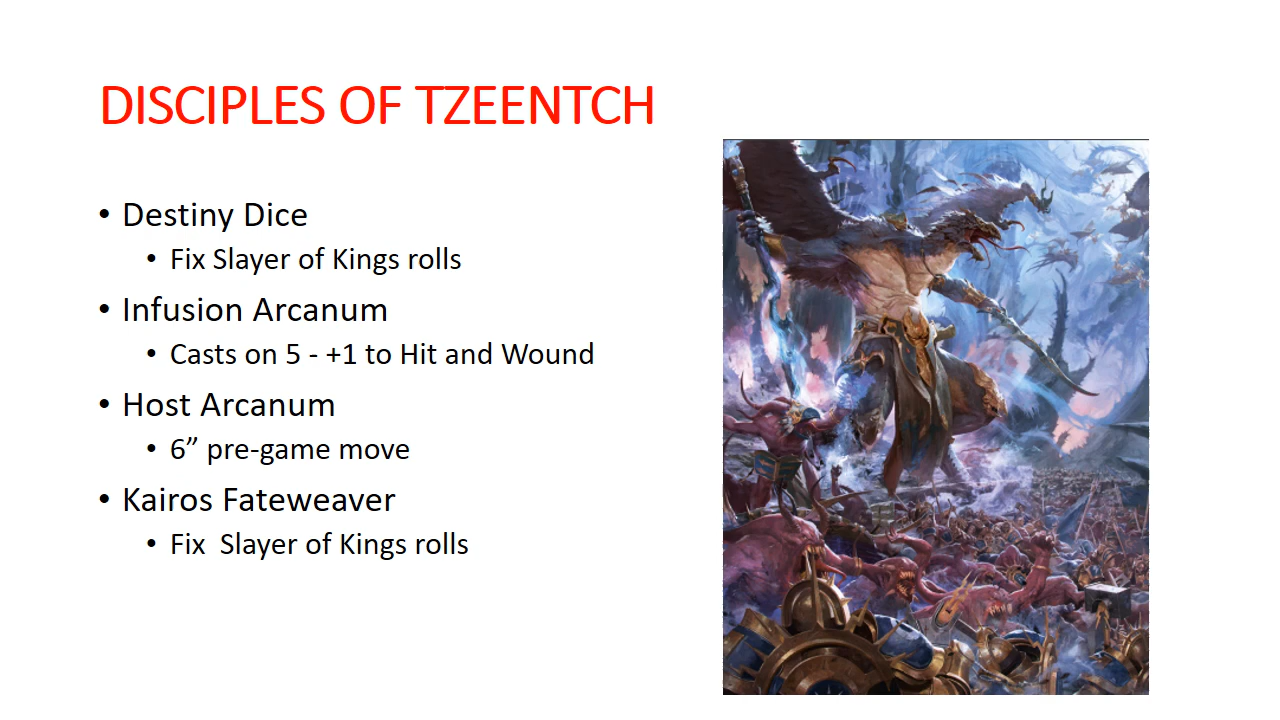 DISCIPLES OF TZEENTCH
• Destiny Dice
• Fix Slayer of Kings rolls
• Infusion Arcanum
• Casts on 5 - +1 to Hit and Wound
• Host Arcanum
• 6” pre-game move
• Kairos Fateweaver
• Fix  Slayer of Kings rolls